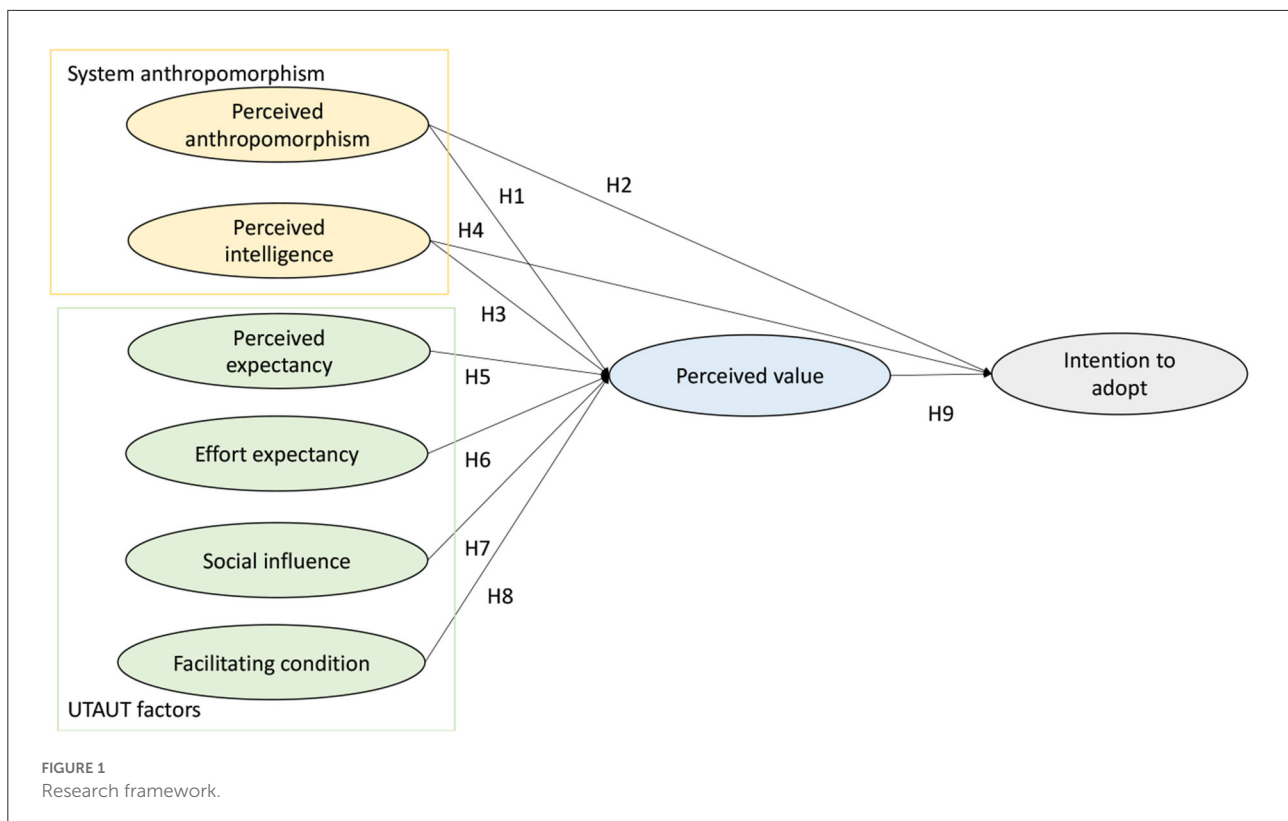 System anthropomorphism
Perceived
anthropomorphism
H1
H2
Perceived
intelligence
H4
H3
Perceived
expectancy
H5
Perceived value
Intention to
adopt
H9
Effort expectancy
H6
Social influence
H7
H8
Facilitating condition
UTAUT factors
FIGURE 1
Research framework.